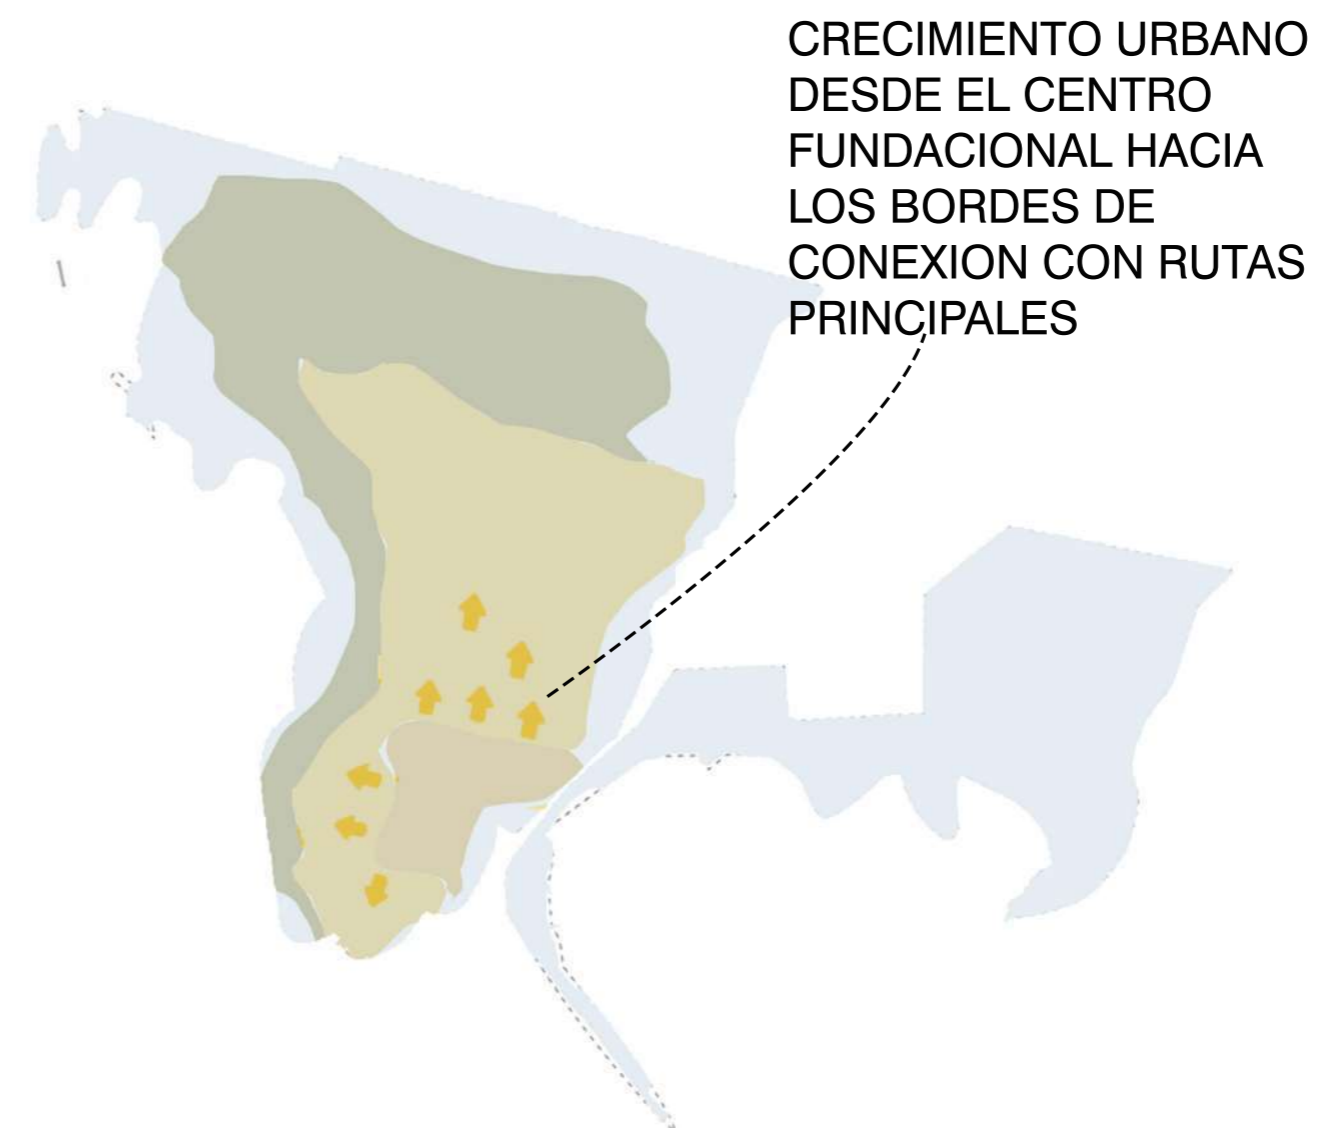 CRECIMIENTO URBANO
DESDE EL CENTRO
FUNDACIONAL HACIA
LOS BORDES DE
CONEXION CON RUTAS
PRINCIPALES